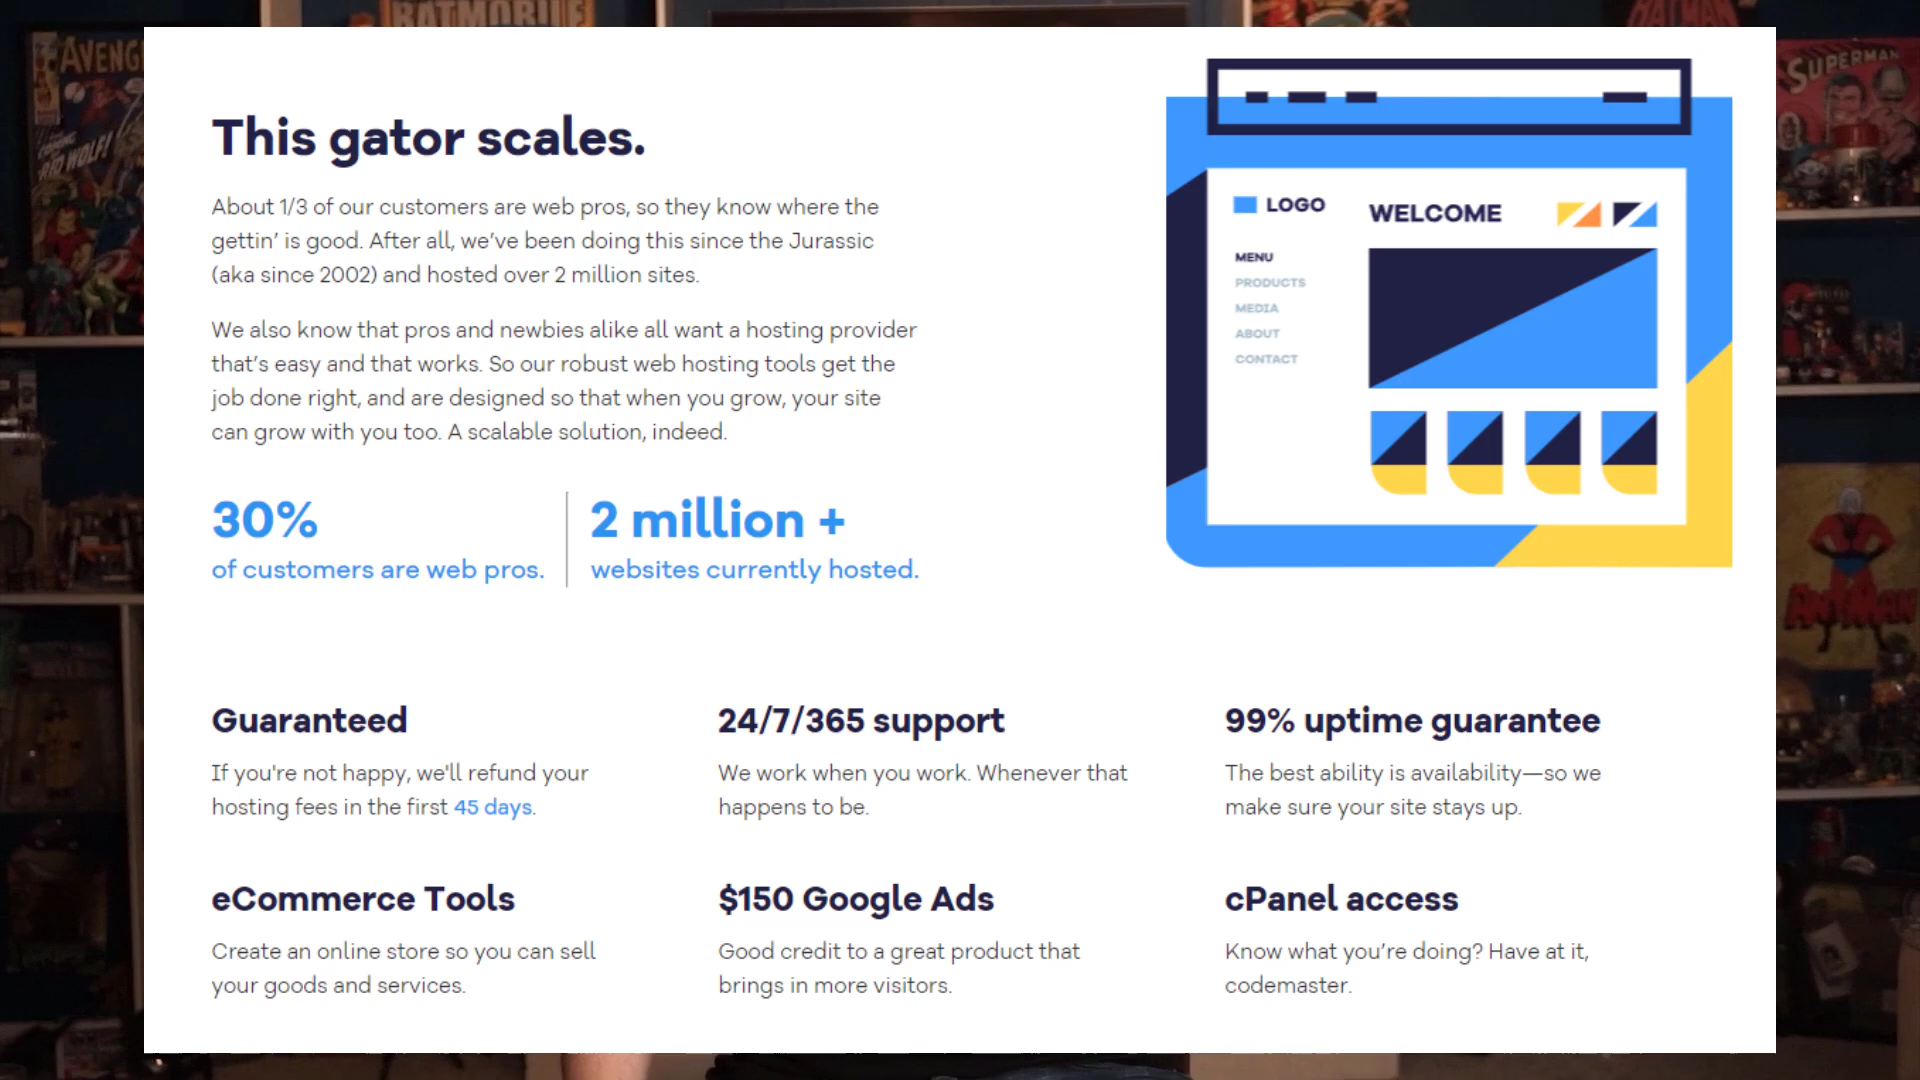 BATMOBILE
AVENG
RED WOLF!
BATMAN
SUPERMAN
ANT-MAN
This gator scales.
About 1/3 of our customers are web pros, so they know where the
gettin’ is good. After all, we’ve been doing this since the Jurassic
(aka since 2002) and hosted over 2 million sites.
We also know that pros and newbies alike all want a hosting provider
that’s easy and that works. So our robust web hosting tools get the
job done right, and are designed so that when you grow, your site
can grow with you too. A scalable solution, indeed.
30%
of customers are web pros.
2 million +
websites currently hosted.
LOGO
WELCOME
MENU
PRODUCTS
MEDIA
ABOUT
CONTACT
Guaranteed
If you're not happy, we'll refund your
hosting fees in the first 45 days.
24/7/365 support
We work when you work. Whenever that
happens to be.
99% uptime guarantee
The best ability is availability—so we
make sure your site stays up.
eCommerce Tools
Create an online store so you can sell
your goods and services.
$150 Google Ads
Good credit to a great product that
brings in more visitors.
cPanel access
Know what you’re doing? Have at it,
codemaster.